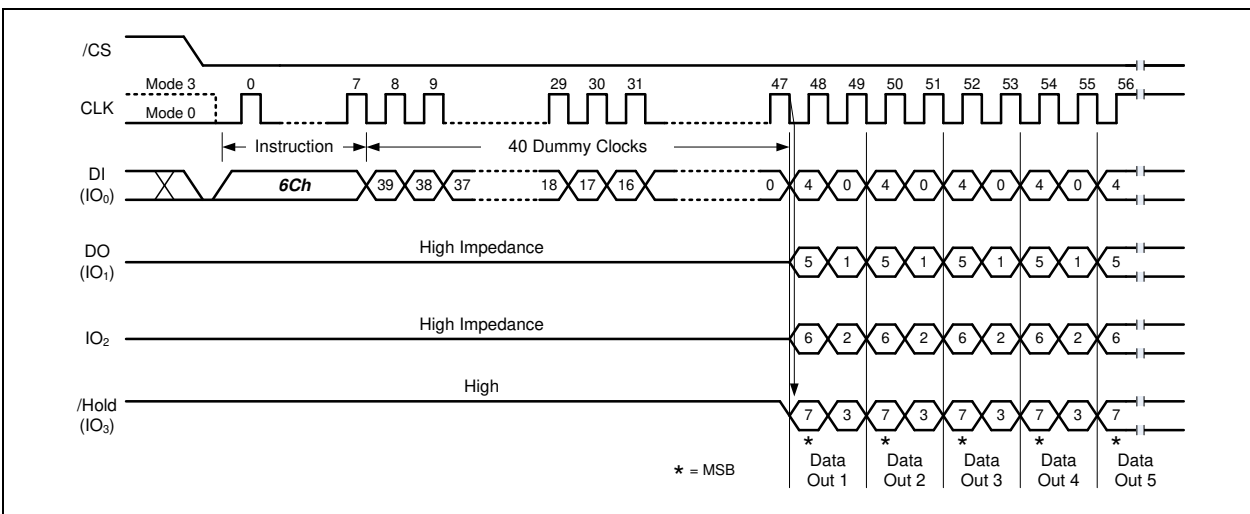 /CS
Mode 3 0 7 8 9 29 30 31 47 48 49 50 51 52 53 54 55 56
CLK
Mode 0
Instruction 40 Dummy Clocks
DI
(IO₀)
6Ch 39 38 37 18 17 16 0 4 0 4 0 4 0 4 0 4
DO
(IO₁)
High Impedance 5 1 5 1 5 1 5 1 5
IO₂
High Impedance 6 2 6 2 6 2 6 2 6
High
/Hold
(IO₃)
7 3 7 3 7 3 7 3 7
* * * * *
* = MSB
Data Out 1
Data Out 2
Data Out 3
Data Out 4
Data Out 5